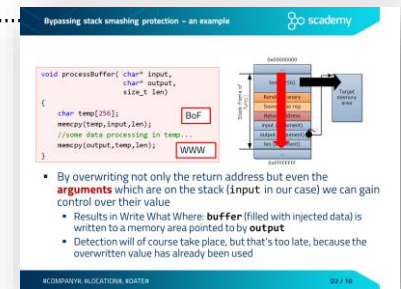 Bypassing stack smashing protection – an example
scademy
void processBuffer( char* input,
char* output,
size_t len)
{
char temp[256];
memcpy(temp,input,len);
//some data processing in temp...
memcpy(output,temp,len);
}
BoF
WWW
0x00000000
Target
memory
area
0xFFFFFFFF
By overwriting not only the return address but even the
arguments which are on the stack (input in our case) we can gain
control over their value
Results in Write What Where: buffer (filled with injected data) is
written to a memory area pointed to by output
Detection will of course take place, but that's too late, because the
overwritten value has already been used
#COMPANY#, #LOCATION#, #DATE#
02 / 10